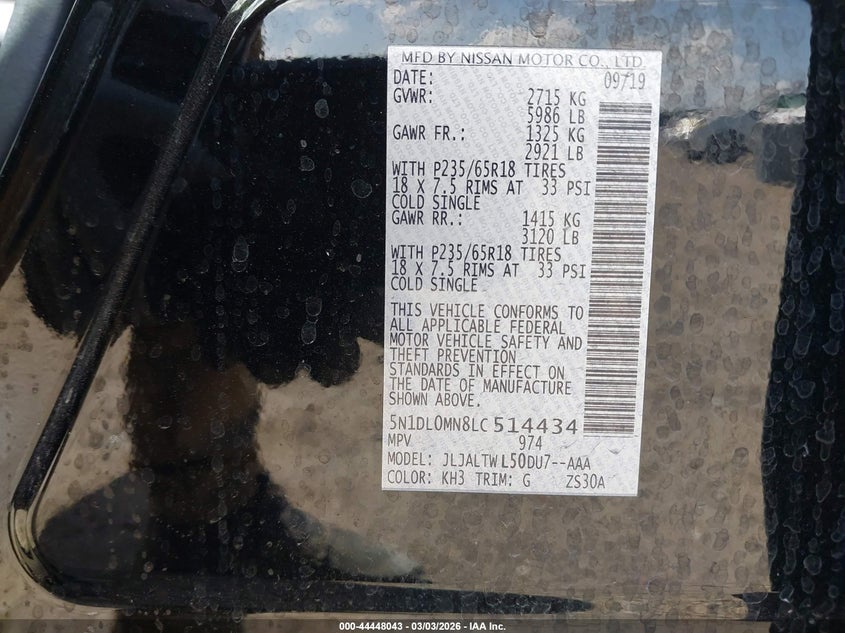 MFD BY NISSAN MOTOR CO., LTD.
DATE: 09/19
GVWR: 2715 KG
5986 LB
GAWR FR.: 1325 KG
2921 LB
WITH P235/65R18 TIRES
18 X 7.5 RIMS AT 33 PSI
COLD SINGLE
GAWR RR.: 1415 KG
3120 LB
WITH P235/65R18 TIRES
18 X 7.5 RIMS AT 33 PSI
COLD SINGLE
THIS VEHICLE CONFORMS TO
ALL APPLICABLE FEDERAL
MOTOR VEHICLE SAFETY AND
THEFT PREVENTION
STANDARDS IN EFFECT ON
THE DATE OF MANUFACTURE
SHOWN ABOVE.
5N1DL0MN8LC514434
MPV 974
MODEL: JLJALTWL50DU7--AAA
COLOR: KH3 TRIM: G ZS30A
000-44448043 - 03/03/2026 - IAA Inc.